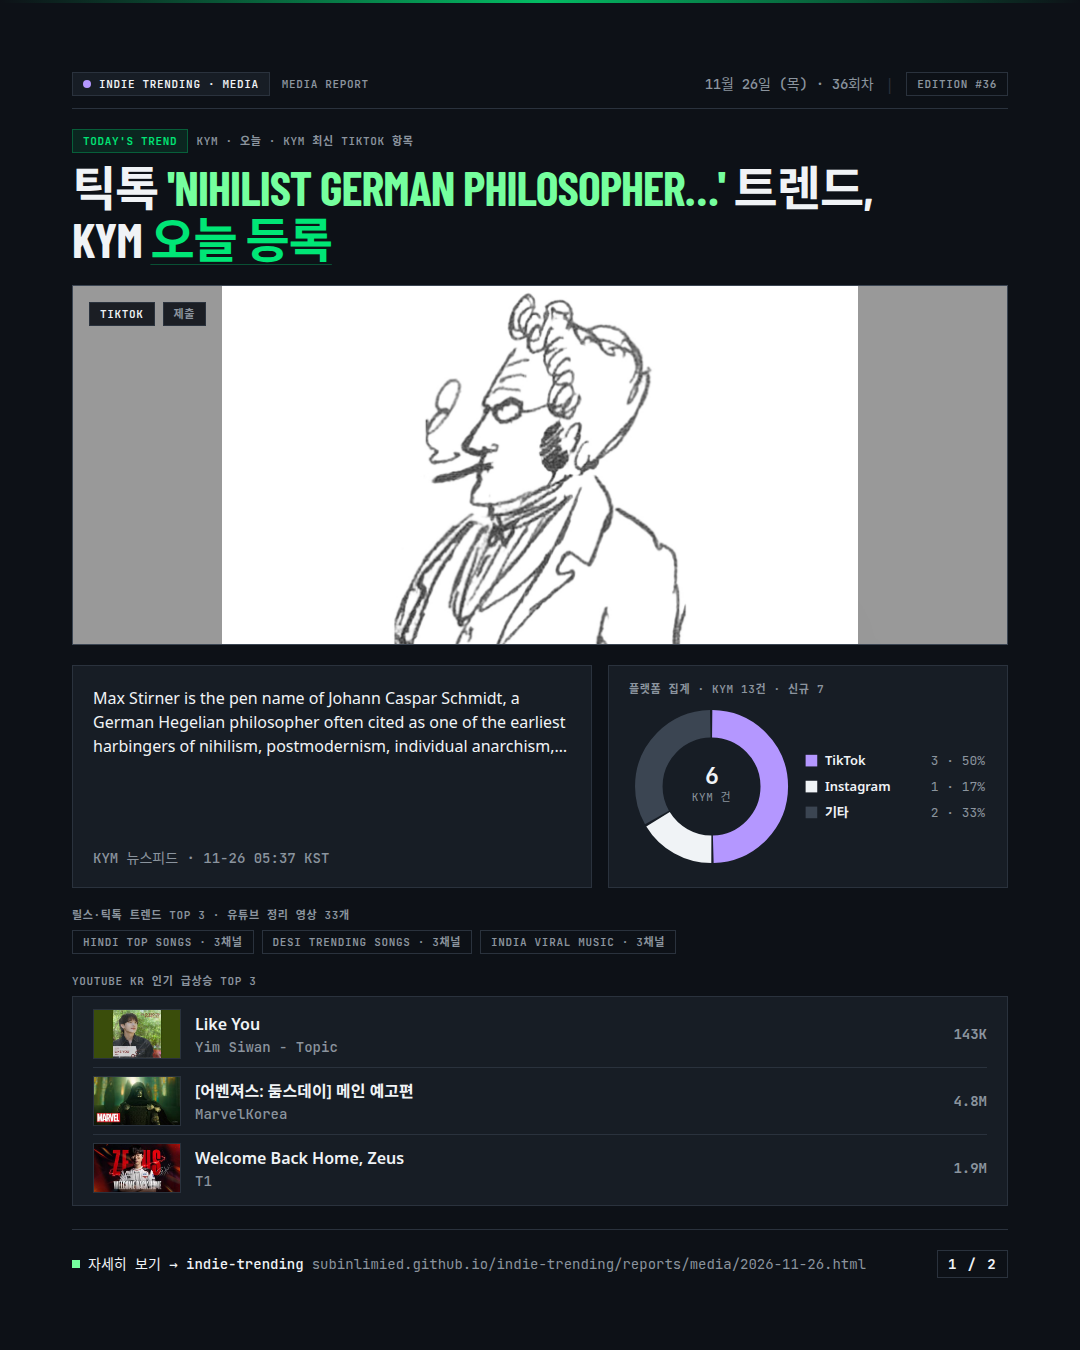 INDIE TRENDING · MEDIA MEDIA REPORT 11월 26일 (목) · 36회차 EDITION #36
TODAY'S TREND KYM · 오늘 · KYM 최신 TIKTOK 항목
틱톡 'NIHILIST GERMAN PHILOSOPHER...' 트렌드,
KYM 오늘 등록
TIKTOK 제출
Max Stirner is the pen name of Johann Caspar Schmidt, a
German Hegelian philosopher often cited as one of the earliest
harbingers of nihilism, postmodernism, individual anarchism,...
KYM 뉴스피드 · 11-26 05:37 KST
플랫폼 집계 · KYM 13건 · 신규 7
6
KYM 건
TikTok 3 · 50%
Instagram 1 · 17%
기타 2 · 33%
릴스·틱톡 트렌드 TOP 3 · 유튜브 정리 영상 33개
HINDI TOP SONGS · 3채널 DESI TRENDING SONGS · 3채널 INDIA VIRAL MUSIC · 3채널
YOUTUBE KR 인기 급상승 TOP 3
Like You
Yim Siwan - Topic
143K
MARVEL
[어벤져스: 둠스데이] 메인 예고편
MarvelKorea
4.8M
ZEUS
WELCOME BACK HOME
Welcome Back Home, Zeus
T1
1.9M
자세히 보기 → indie-trending subinlimied.github.io/indie-trending/reports/media/2026-11-26.html 1 / 2